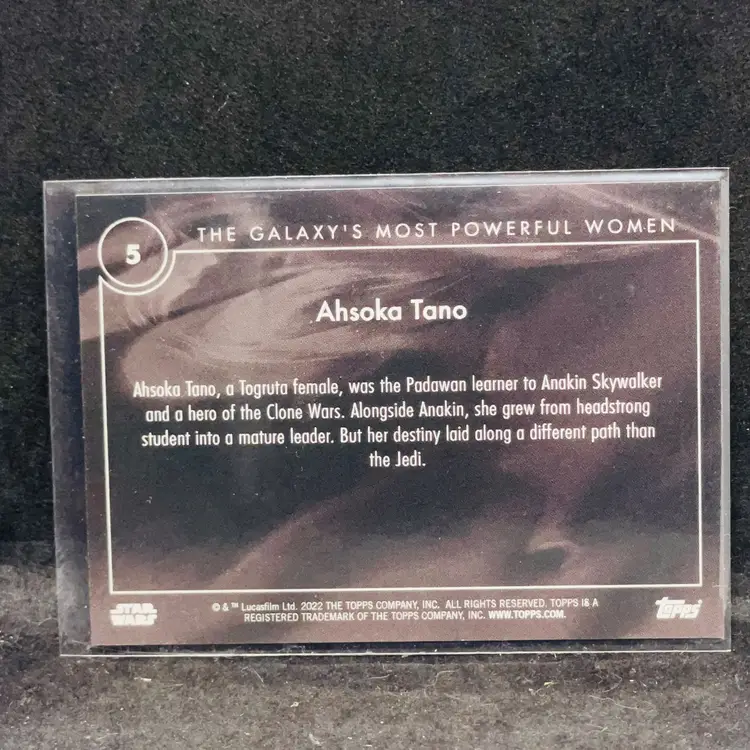 5
THE GALAXY'S MOST POWERFUL WOMEN
Ahsoka Tano
Ahsoka Tano, a Togruta female, was the Padawan learner to Anakin Skywalker
and a hero of the Clone Wars. Alongside Anakin, she grew from headstrong
student into a mature leader. But her destiny laid along a different path than
the Jedi.
STAR
WARS
© & ™ Lucasfilm Ltd. 2022 THE TOPPS COMPANY, INC. ALL RIGHTS RESERVED. TOPPS IS A
REGISTERED TRADEMARK OF THE TOPPS COMPANY, INC. WWW.TOPPS.COM.
Topps